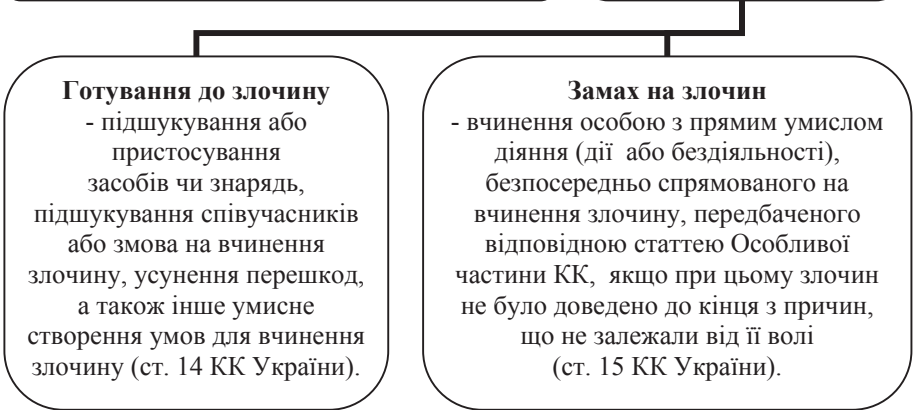 Готування до злочину
- підшукування або
пристосування
засобів чи знарядь,
підшукування співучасників
або змова на вчинення
злочину, усунення перешкод,
а також інше умисне
створення умов для вчинення
злочину (ст. 14 КК України).
Замах на злочин
- вчинення особою з прямим умислом
діяння (дії або бездіяльності),
безпосередньо спрямованого на
вчинення злочину, передбаченого
відповідною статтею Особливої
частини КК, якщо при цьому злочин
не було доведено до кінця з причин,
що не залежали від її волі
(ст. 15 КК України).